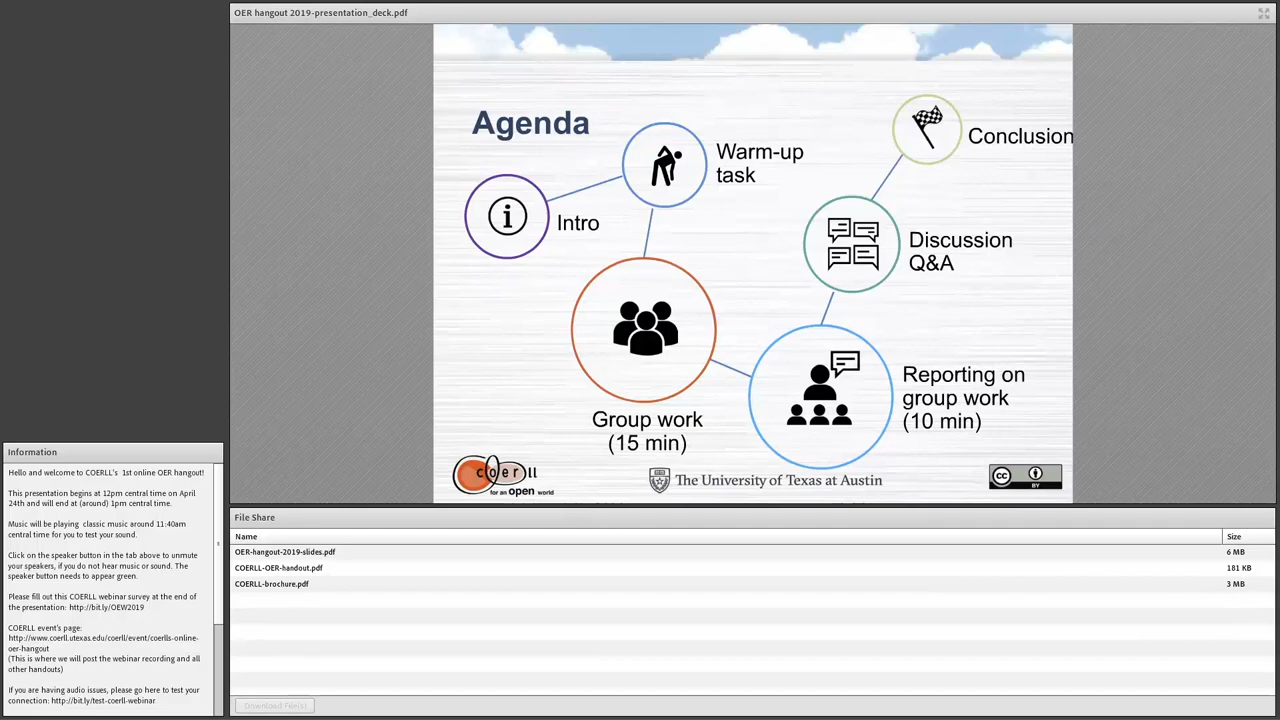 OER hangout 2019-presentation_deck.pdf
Agenda
Intro
Warm-up
task
Group work
(15 min)
Reporting on
group work
(10 min)
Discussion
Q&A
Conclusion
coerll
for an open world
The University of Texas at Austin
cc
BY
Information
Hello and welcome to COERLL's 1st online OER hangout!
This presentation begins at 12pm central time on April
24th and will end at (around) 1pm central time.
Music will be playing classic music around 11:40am
central time for you to test your sound.
Click on the speaker button in the tab above to unmute
your speakers, if you do not hear music or sound. The
speaker button needs to appear green.
Please fill out this COERLL webinar survey at the end of
the presentation: http://bit.ly/OEW2019
COERLL event's page:
http://www.coerll.utexas.edu/coerll/event/coerlls-online-
oer-hangout
(This is where we will post the webinar recording and all
other handouts)
If you are having audio issues, please go here to test your
connection: http://bit.ly/test-coerll-webinar
File Share
Name Size
OER-hangout-2019-slides.pdf 6 MB
COERLL-OER-handout.pdf 181 KB
COERLL-brochure.pdf 3 MB
Download File(s)